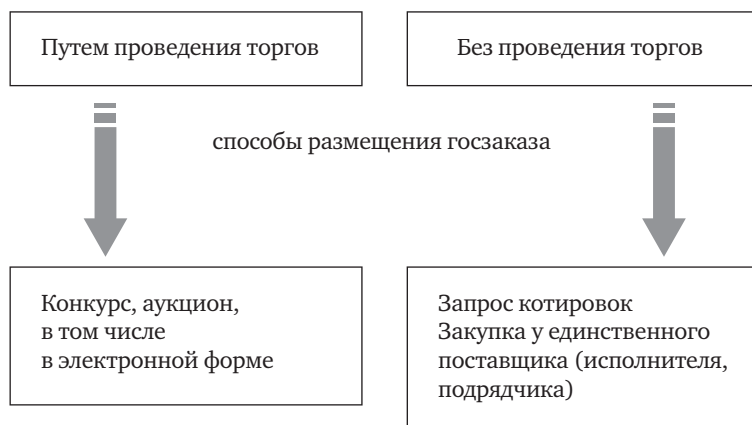 Путем проведения торгов
Без проведения торгов
способы размещения госзаказа
Конкурс, аукцион,
в том числе
в электронной форме
Запрос котировок
Закупка у единственного
поставщика (исполнителя,
подрядчика)